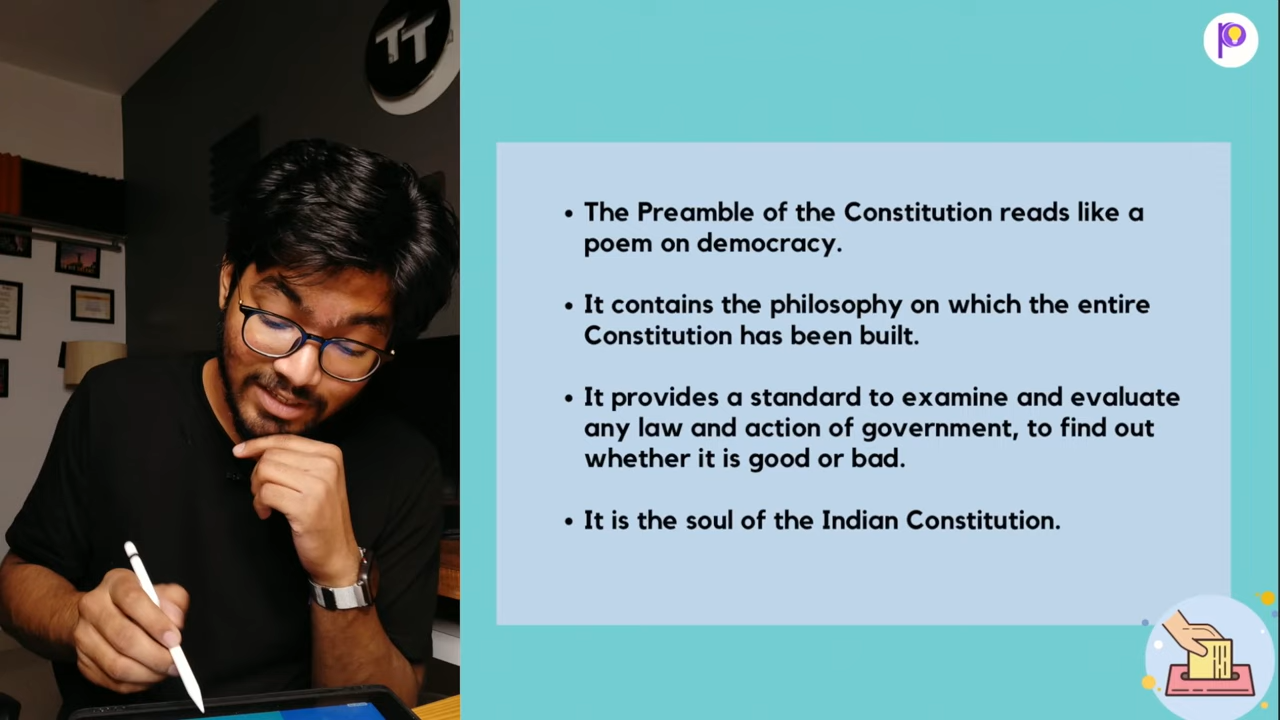 TT
• The Preamble of the Constitution reads like a
poem on democracy.
• It contains the philosophy on which the entire
Constitution has been built.
• It provides a standard to examine and evaluate
any law and action of government, to find out
whether it is good or bad.
• It is the soul of the Indian Constitution.